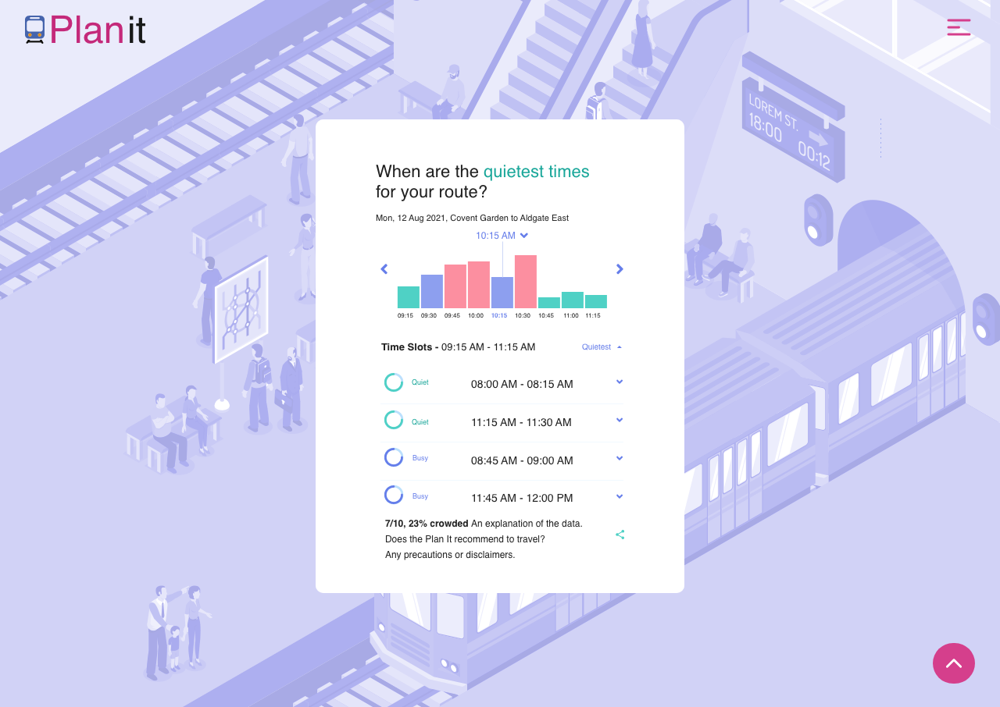 Planit
LOREM ST.
18:00 00:12
When are the quietest times
for your route?
Mon, 12 Aug 2021, Covent Garden to Aldgate East
10:15 AM
09:15 09:30 09:45 10:00 10:15 10:30 10:45 11:00 11:15
Time Slots - 09:15 AM - 11:15 AM Quietest
Quiet 08:00 AM - 08:15 AM
Quiet 11:15 AM - 11:30 AM
Busy 08:45 AM - 09:00 AM
Busy 11:45 AM - 12:00 PM
7/10, 23% crowded An explanation of the data.
Does the Plan It recommend to travel?
Any precautions or disclaimers.